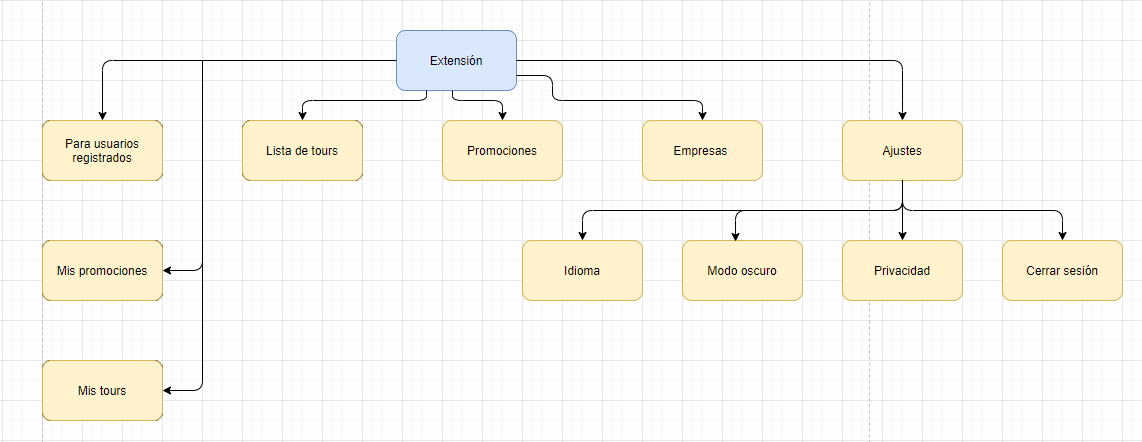 Extensión
Para usuarios
registrados
Lista de tours
Promociones
Empresas
Ajustes
Mis promociones
Idioma
Modo oscuro
Privacidad
Cerrar sesión
Mis tours